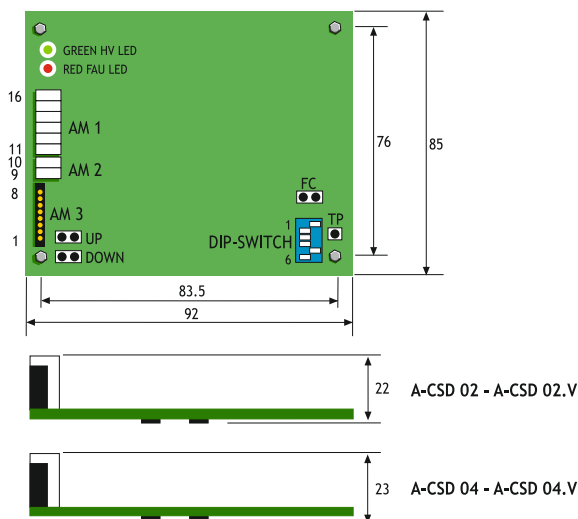 GREEN HV LED
RED FAU LED
16
AM 1
11
10
AM 2
9
8
AM 3
1
UP
DOWN
FC
1
TP
DIP-SWITCH
6
76
85
83.5
92
22
A-CSD 02 - A-CSD 02.V
23
A-CSD 04 - A-CSD 04.V